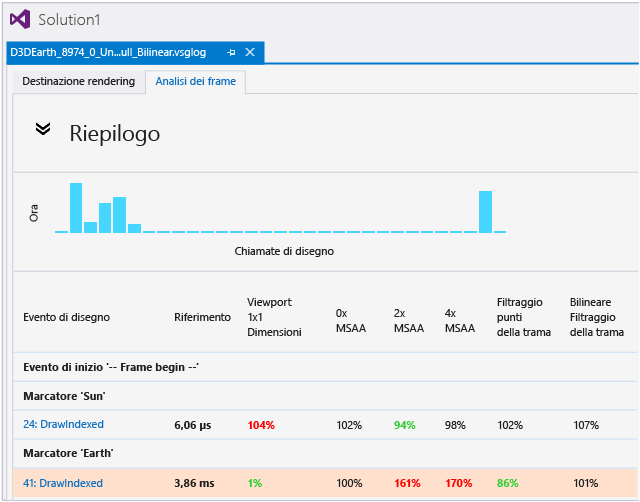 Solution1
D3DEarth_8974_0_Un...ull_Bilinear.vsglog
Destinazione rendering Analisi dei frame
Riepilogo
Ora
Chiamate di disegno
Evento di disegno Riferimento Viewport 1x1 Dimensioni 0x MSAA 2x MSAA 4x MSAA Filtraggio punti della trama Bilineare Filtraggio della trama
Evento di inizio '-- Frame begin --'
Marcatore 'Sun'
24: DrawIndexed 6,06 µs 104% 102% 94% 98% 102% 107%
Marcatore 'Earth'
41: DrawIndexed 3,86 ms 1% 100% 161% 170% 86% 101%